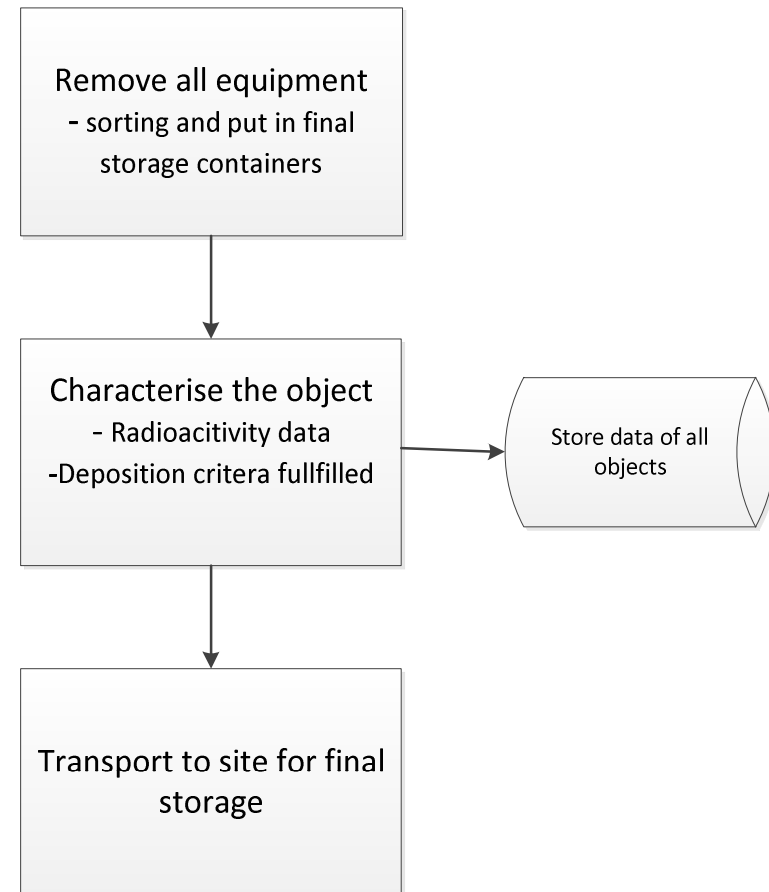 Remove all equipment
- sorting and put in final
storage containers
Characterise the object
- Radioacitivity data
-Deposition critera fullfilled
Store data of all
objects
Transport to site for final
storage